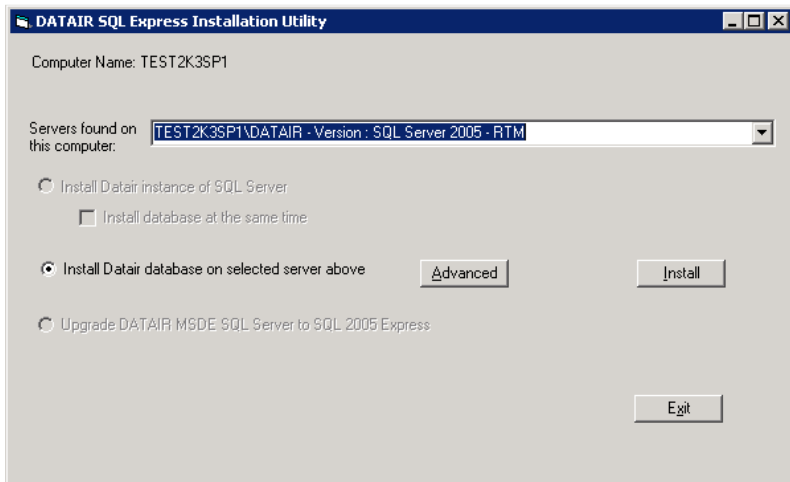 DATAIR SQL Express Installation Utility
Computer Name: TEST2K3SP1
Servers found on
this computer:
TEST2K3SP1\DATAIR - Version : SQL Server 2005 - RTM
Install Datair instance of SQL Server
Install database at the same time
Install Datair database on selected server above
Advanced
Install
Upgrade DATAIR MSDE SQL Server to SQL 2005 Express
Exit